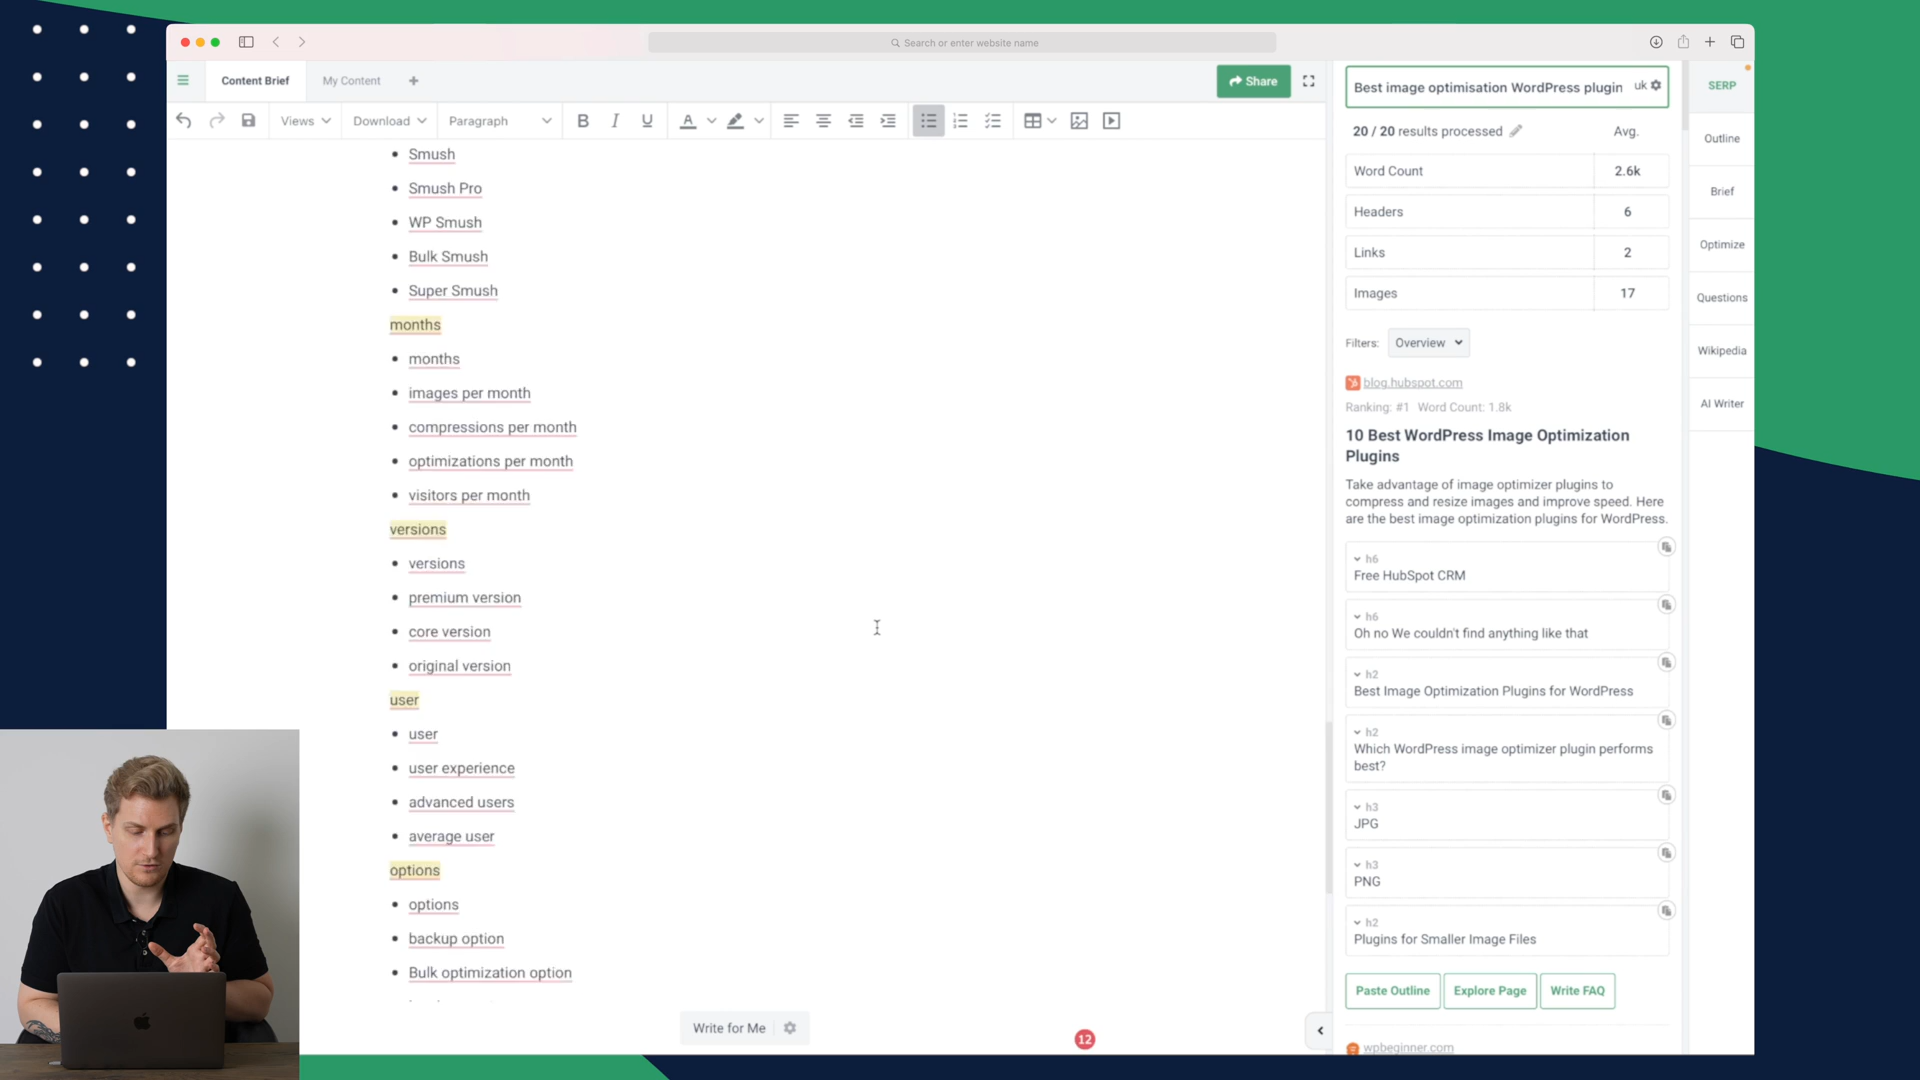 Search or enter website name
Content Brief
My Content
Share
Views
Download
Paragraph
Smush
Smush Pro
WP Smush
Bulk Smush
Super Smush
months
months
images per month
compressions per month
optimizations per month
visitors per month
versions
versions
premium version
core version
original version
user
user
user experience
advanced users
average user
options
options
backup option
Bulk optimization option
Write for Me
12
Best image optimisation WordPress plugin
uk
20 / 20 results processed
Avg.
Word Count
2.6k
Headers
6
Links
2
Images
17
Filters:
Overview
blog.hubspot.com
Ranking: #1 Word Count: 1.8k
10 Best WordPress Image Optimization
Plugins
Take advantage of image optimizer plugins to
compress and resize images and improve speed. Here
are the best image optimization plugins for WordPress.
h6
Free HubSpot CRM
h6
Oh no We couldn't find anything like that
h2
Best Image Optimization Plugins for WordPress
h2
Which WordPress image optimizer plugin performs
best?
h3
JPG
h3
PNG
h2
Plugins for Smaller Image Files
Paste Outline
Explore Page
Write FAQ
wpbeginner.com
SERP
Outline
Brief
Optimize
Questions
Wikipedia
AI Writer